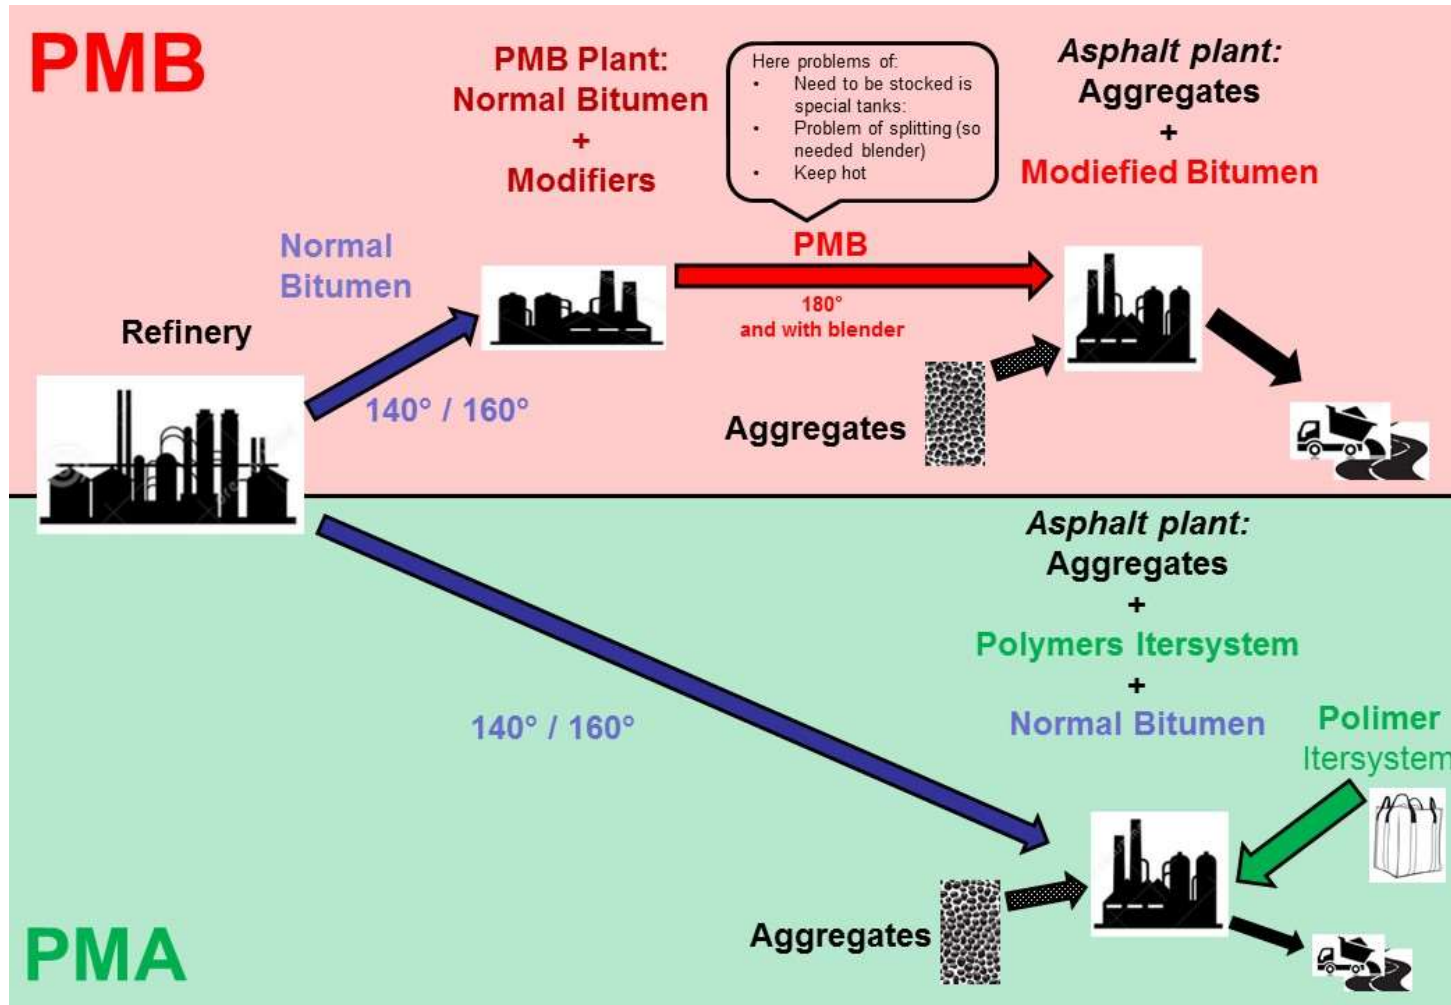 PMB
PMB Plant:
Normal Bitumen
+
Modifiers
Here problems of:
• Need to be stocked is
special tanks:
• Problem of splitting (so
needed blender)
• Keep hot
Asphalt plant:
Aggregates
+
Modiefied Bitumen
Normal
Bitumen
PMB
180°
and with blender
Refinery
140° / 160°
Aggregates
Asphalt plant:
Aggregates
+
Polymers Itersystem
+
Normal Bitumen
140° / 160°
Polimer
Itersystem
Aggregates
PMA